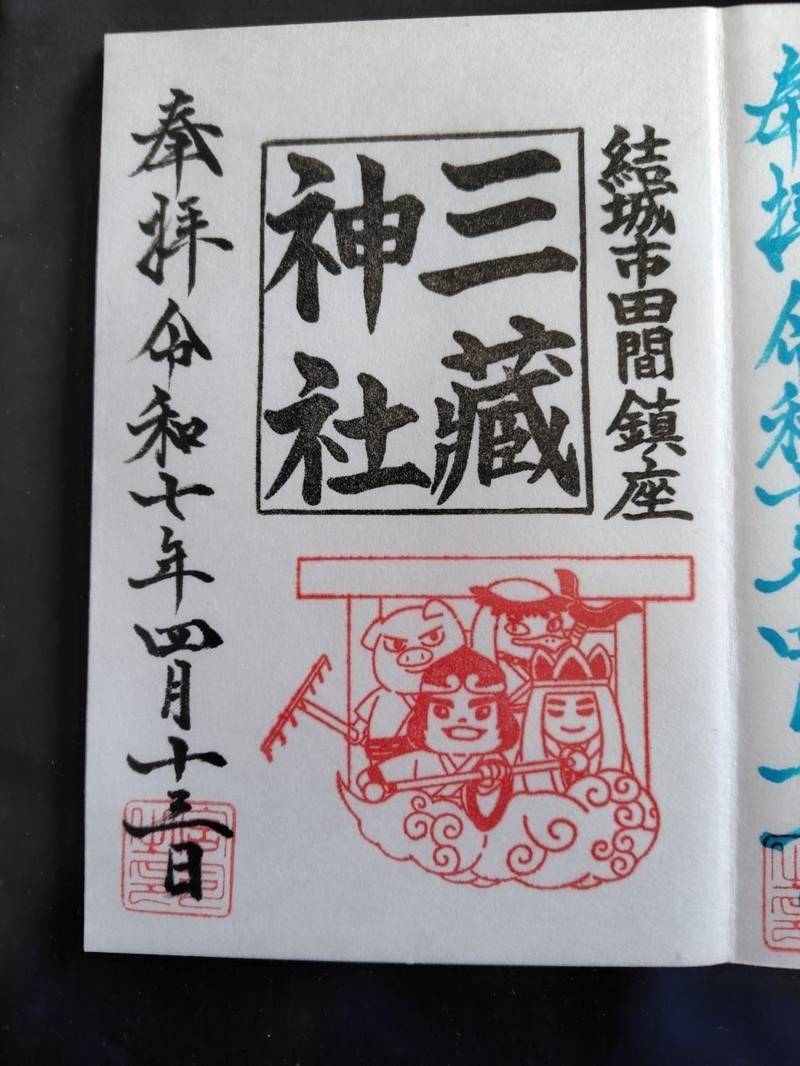 結城市田間鎮座
三藏
神社
奉拝 令和七年四月十三日